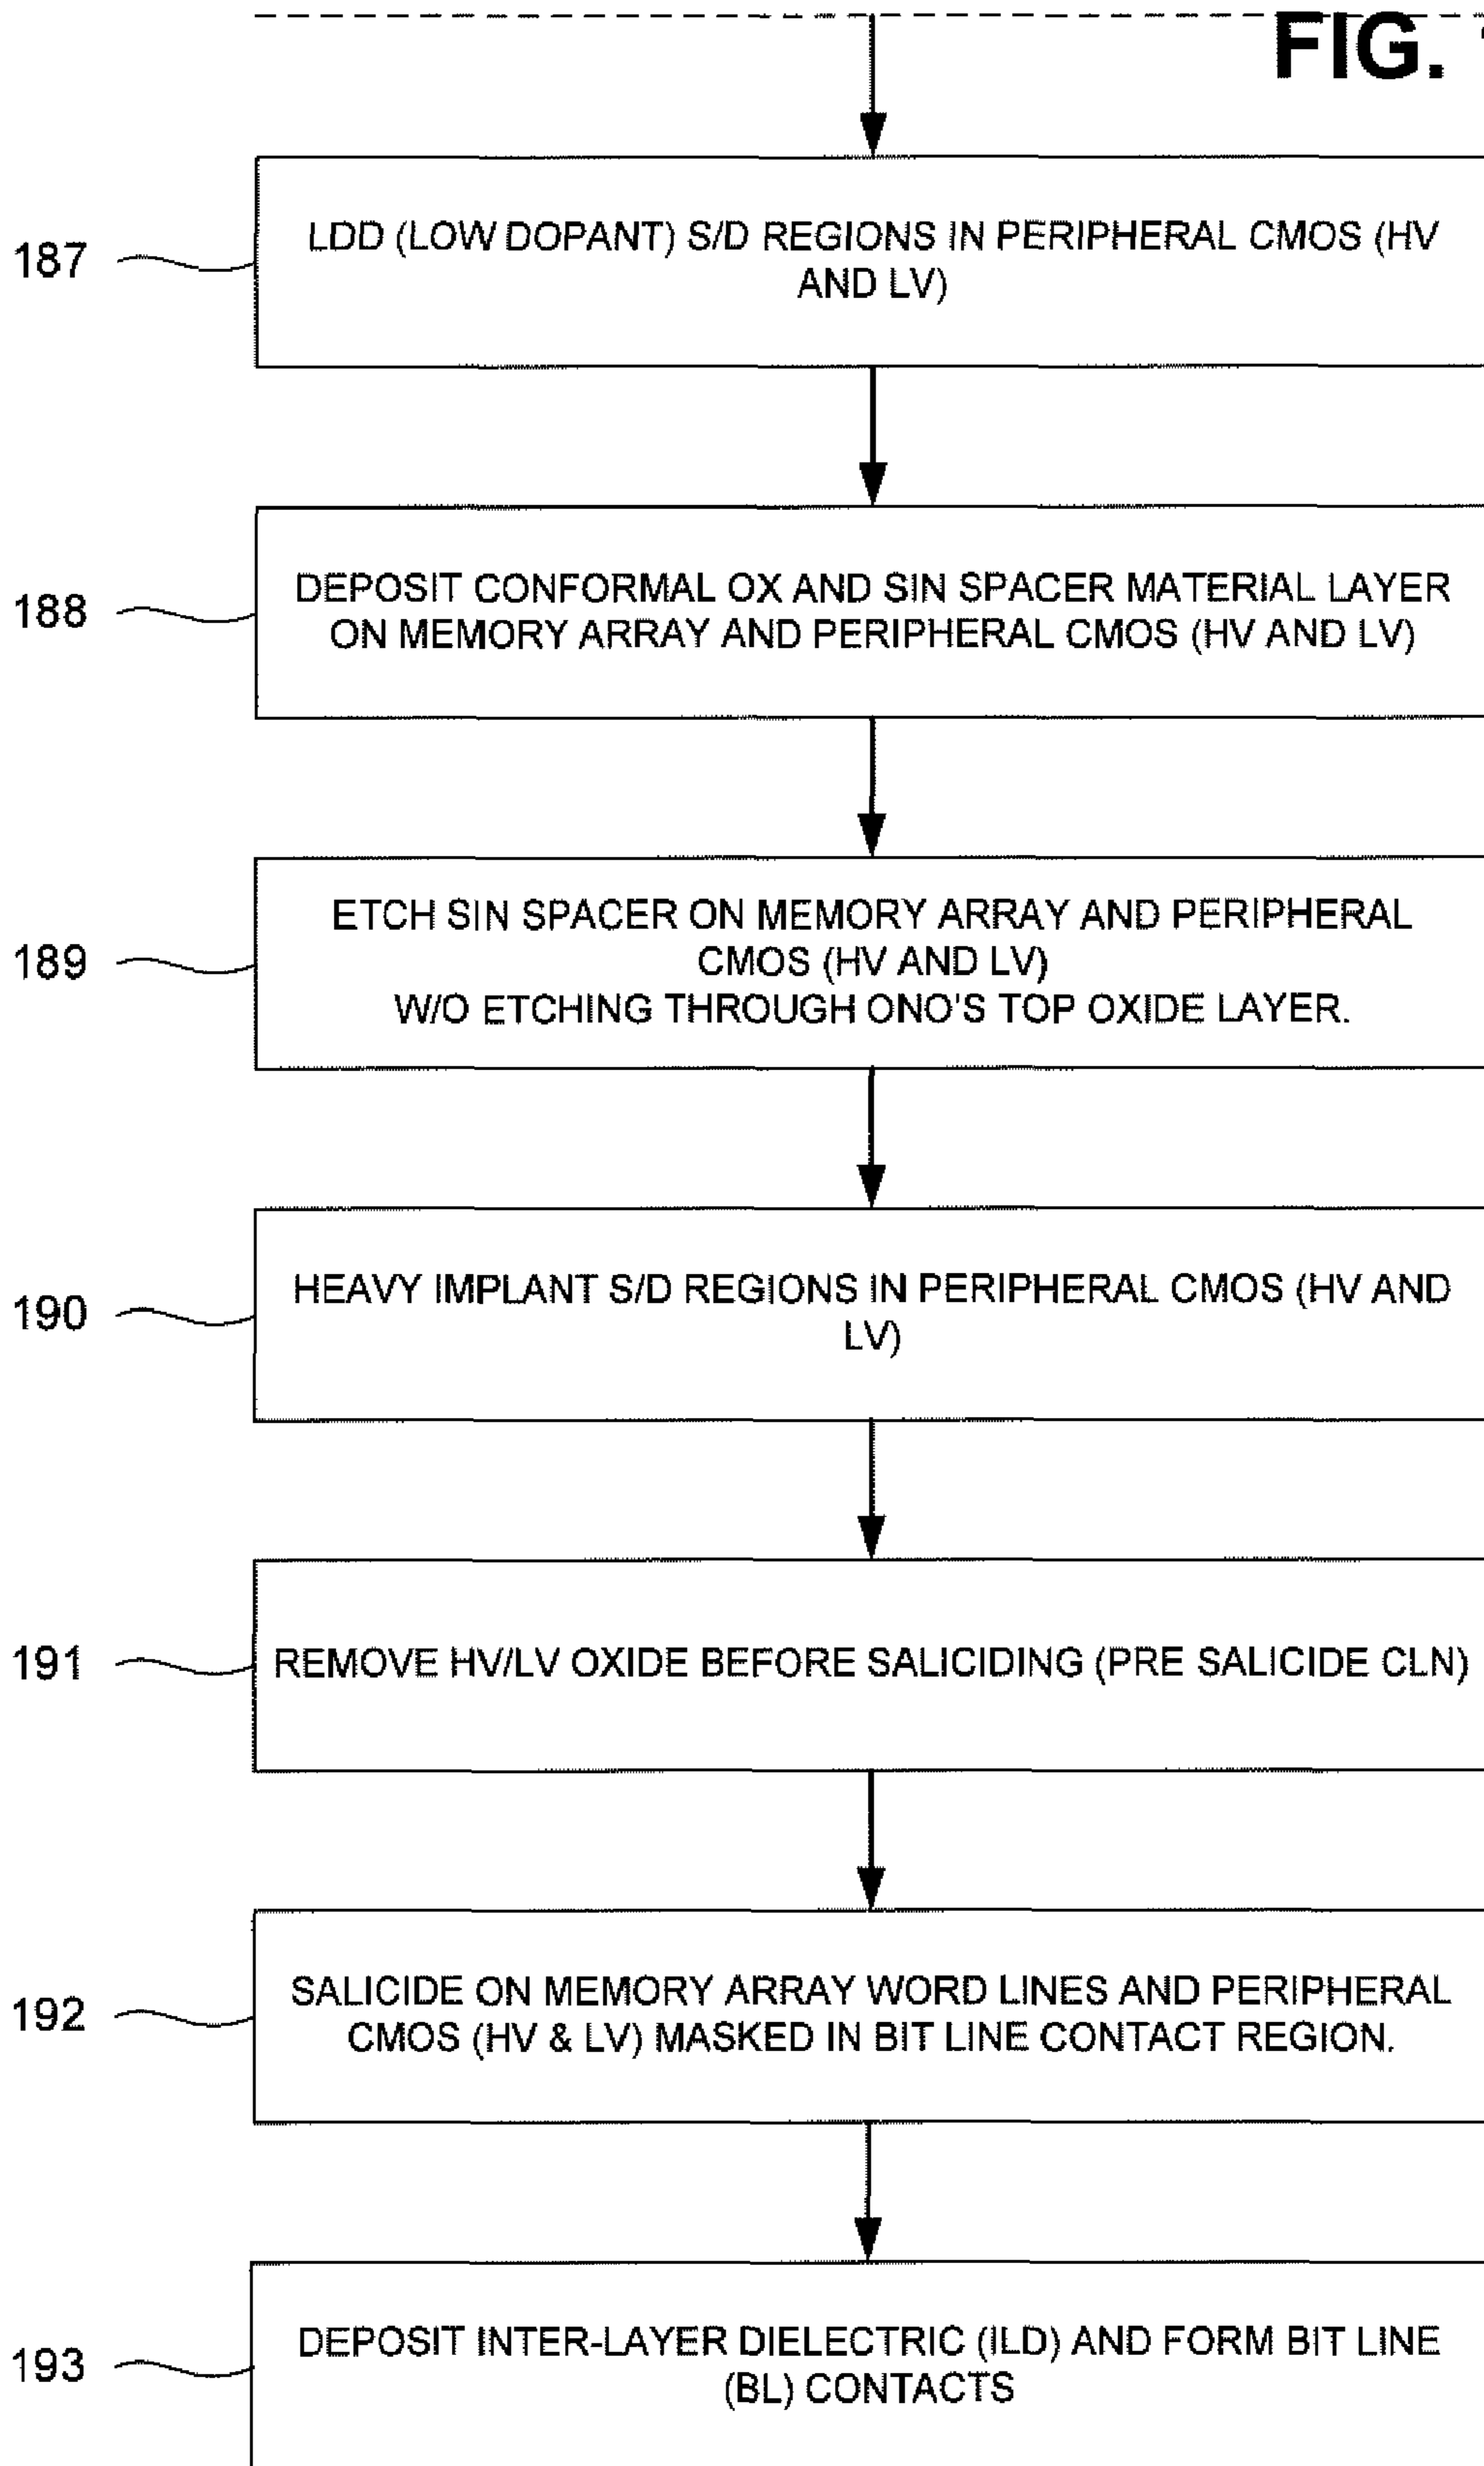 FIG.
187
LDD (LOW DOPANT) S/D REGIONS IN PERIPHERAL CMOS (HV
AND LV)
188
DEPOSIT CONFORMAL OX AND SIN SPACER MATERIAL LAYER
ON MEMORY ARRAY AND PERIPHERAL CMOS (HV AND LV)
189
ETCH SIN SPACER ON MEMORY ARRAY AND PERIPHERAL
CMOS (HV AND LV)
W/O ETCHING THROUGH ONO'S TOP OXIDE LAYER.
190
HEAVY IMPLANT S/D REGIONS IN PERIPHERAL CMOS (HV AND
LV)
191
REMOVE HV/LV OXIDE BEFORE SALICIDING (PRE SALICIDE CLN)
192
SALICIDE ON MEMORY ARRAY WORD LINES AND PERIPHERAL
CMOS (HV & LV) MASKED IN BIT LINE CONTACT REGION.
193
DEPOSIT INTER-LAYER DIELECTRIC (ILD) AND FORM BIT LINE
(BL) CONTACTS